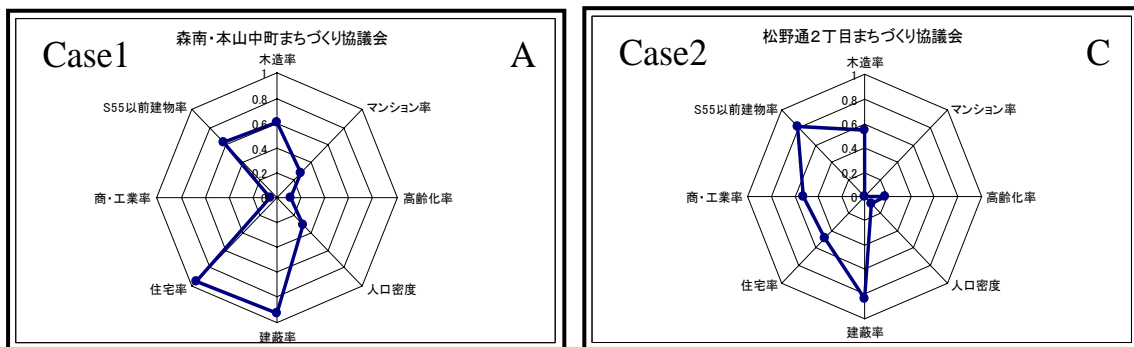 Case1
森南・本山中町まちづくり協議会
A
木造率
マンション率
高齢化率
人口密度
建蔽率
住宅率
商・工業率
S55以前建物率
1
0.8
0.6
0.4
0.2
0
Case2
松野通2丁目まちづくり協議会
C
木造率
マンション率
高齢化率
人口密度
建蔽率
住宅率
商・工業率
S55以前建物率
1
0.8
0.6
0.4
0.2
0